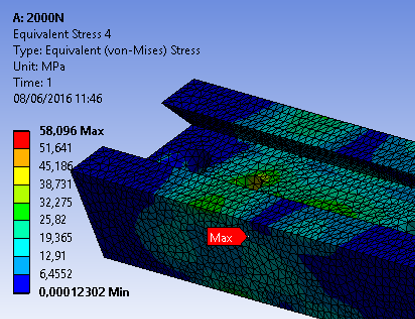 A: 2000N
Equivalent Stress 4
Type: Equivalent (von-Mises) Stress
Unit: MPa
Time: 1
08/06/2016 11:46
58,096 Max
51,641
45,186
38,731
32,275
25,82
19,365
12,91
6,4552
0,00012302 Min
Max